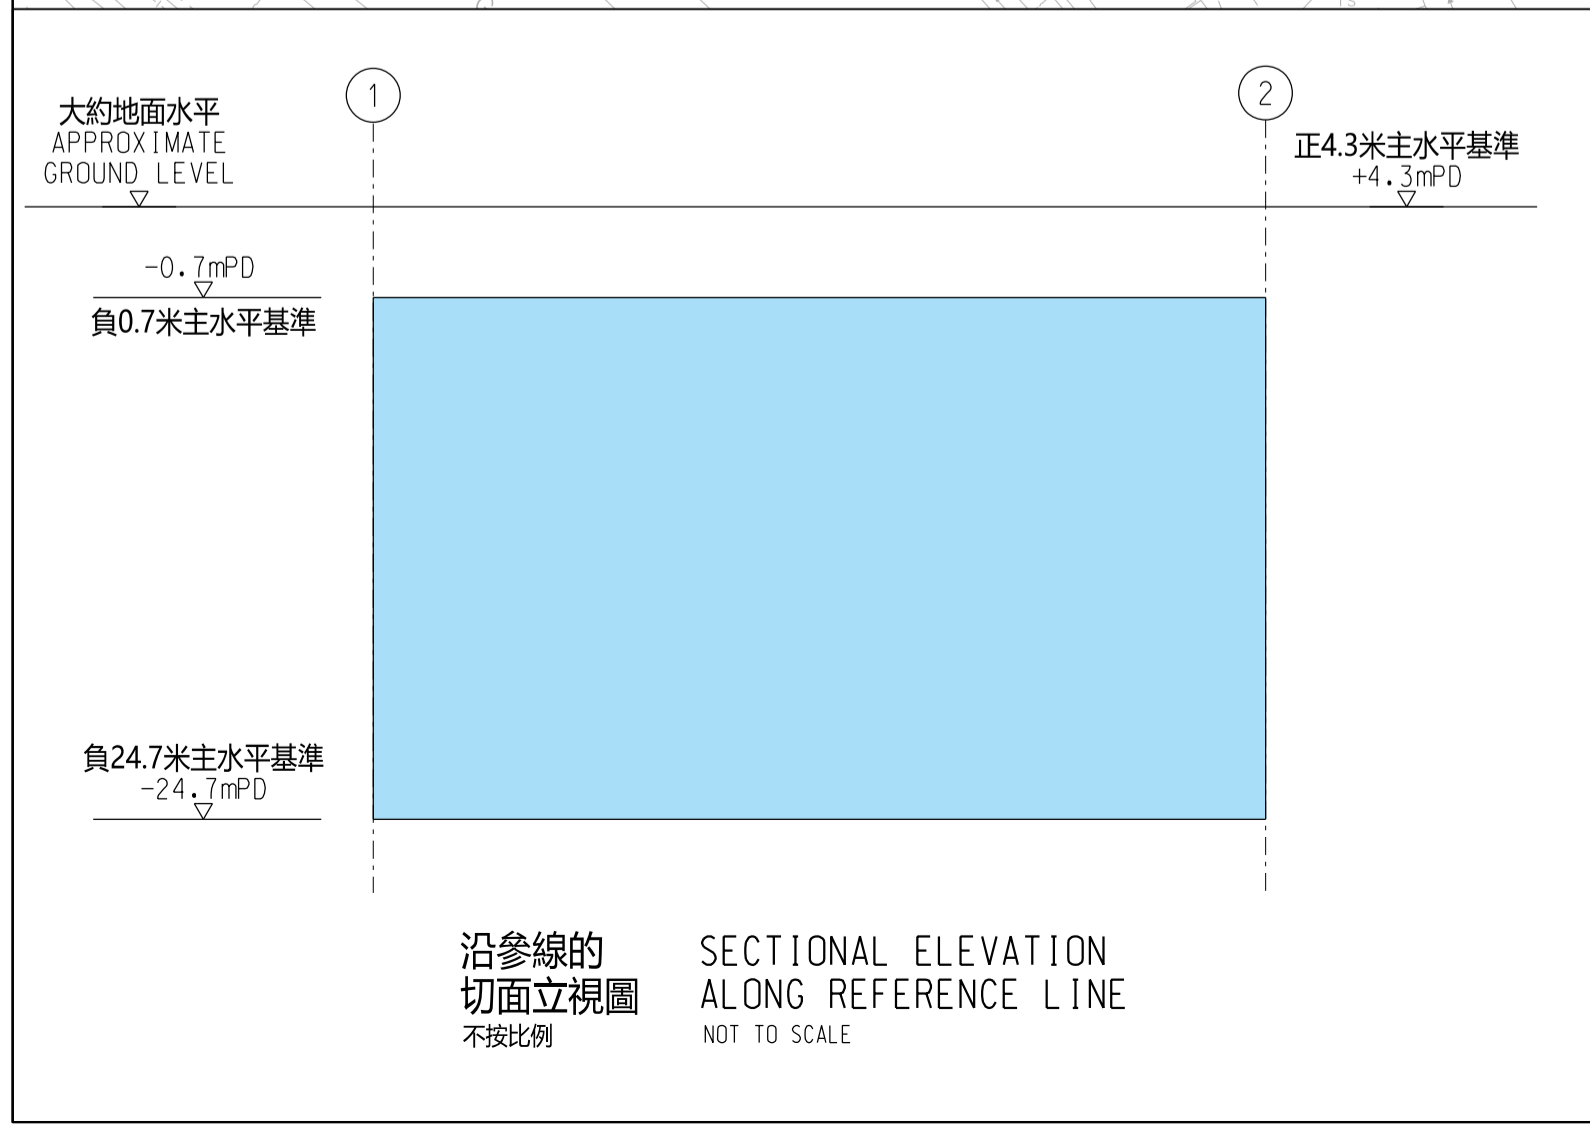 1
2
大約地面水平
APPROXIMATE
GROUND LEVEL
正4.3米主水平基準
+4.3mPD
-0.7mPD
負0.7米主水平基準
負24.7米主水平基準
-24.7mPD
沿參線的
切面立視圖
不按比例
SECTIONAL ELEVATION
ALONG REFERENCE LINE
NOT TO SCALE